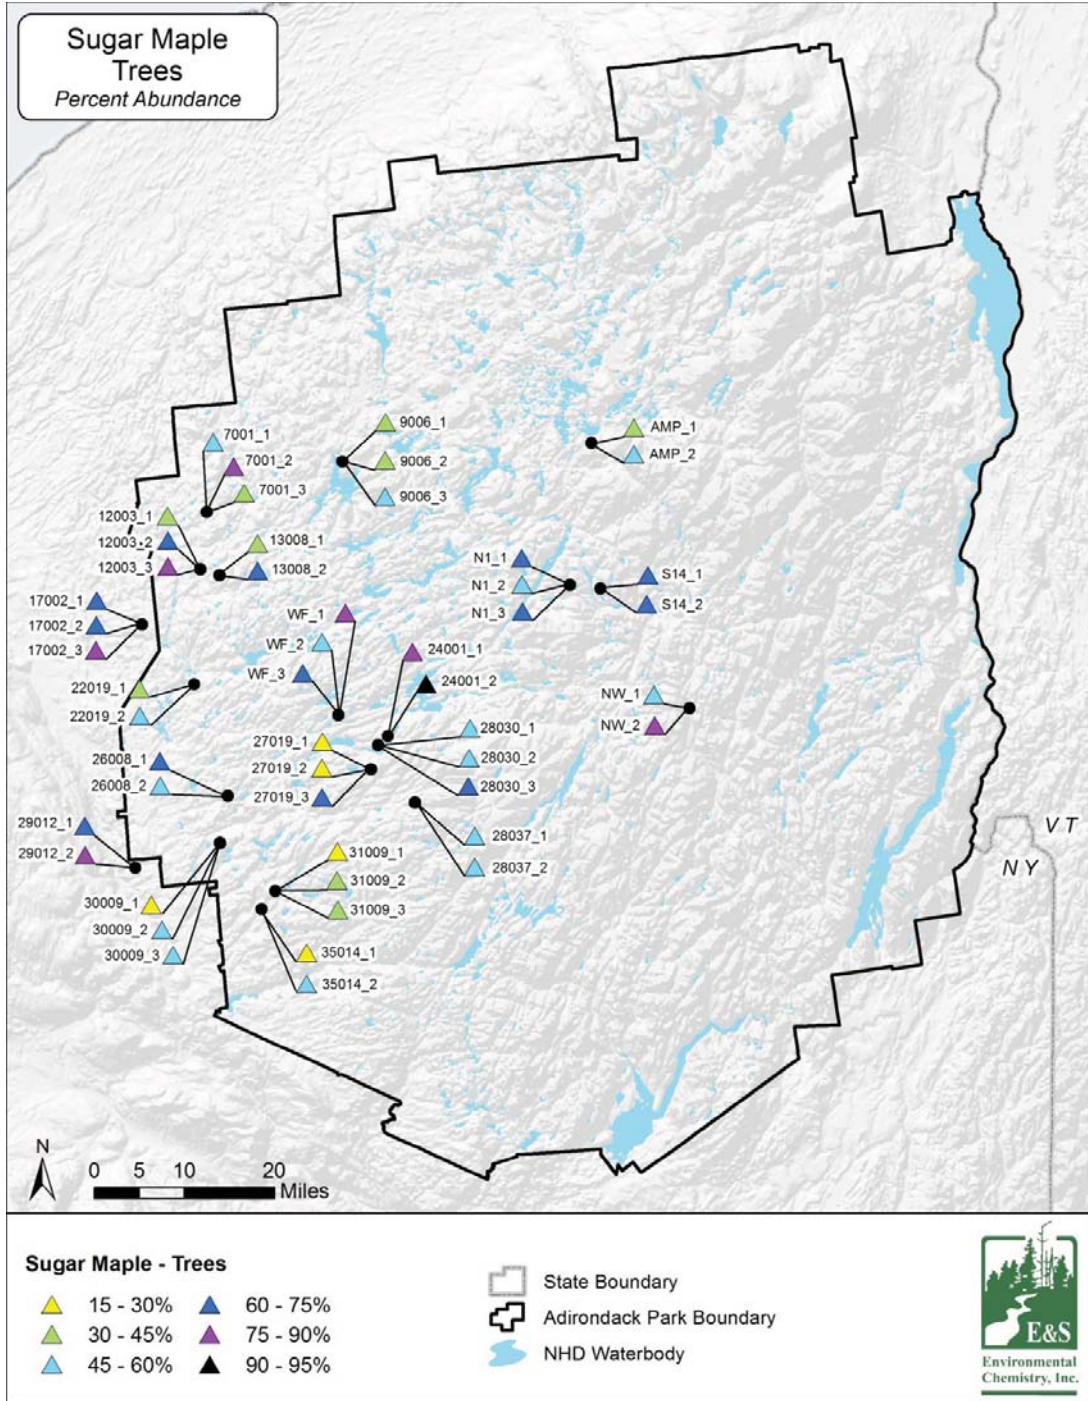 Sugar Maple
Trees
Percent Abundance
7001_1
7001_2
7001_3
9006_1
9006_2
9006_3
AMP_1
AMP_2
12003_1
12003_2
12003_3
13008_1
13008_2
N1_1
N1_2
N1_3
S14_1
S14_2
17002_1
17002_2
17002_3
WF_1
WF_2
WF_3
24001_1
24001_2
22019_1
22019_2
NW_1
NW_2
28030_1
28030_2
28030_3
27019_1
27019_2
27019_3
26008_1
26008_2
29012_1
29012_2
28037_1
28037_2
31009_1
31009_2
31009_3
30009_1
30009_2
30009_3
35014_1
35014_2
VT
NY
N
0 5 10 20
Miles
Sugar Maple - Trees
15 - 30%
30 - 45%
45 - 60%
60 - 75%
75 - 90%
90 - 95%
State Boundary
Adirondack Park Boundary
NHD Waterbody
E&S
Environmental
Chemistry, Inc.